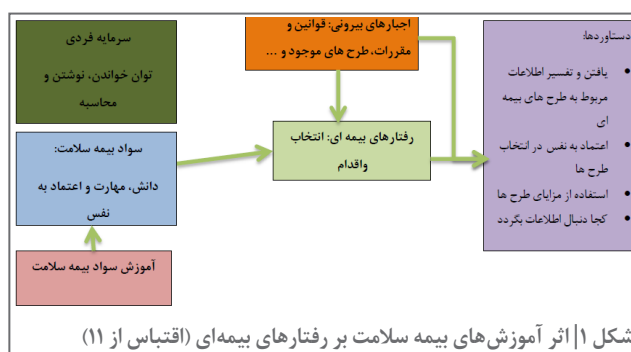 سرمایه فردی
توان خواندن، نوشتن و
محاسبه
اجبارهای بیرونی: قوانین و
مقررات، طرح های موجود و ...
دستاوردها:
یافتن و تفسیر اطلاعات
مربوط به طرح های بیمه
ای
اعتماد به نفس در انتخاب
طرح ها
استفاده از مزایای طرح ها
کجا دنبال اطلاعات بگردد
سواد بیمه سلامت:
دانش، مهارت و اعتماد به
نفس
رفتارهای بیمه ای: انتخاب
واقدام
آموزش سواد بیمه سلامت
شکل ۱| اثر آموزش‌های بیمه سلامت بر رفتارهای بیمه‌ای (اقتباس از ۱۱)